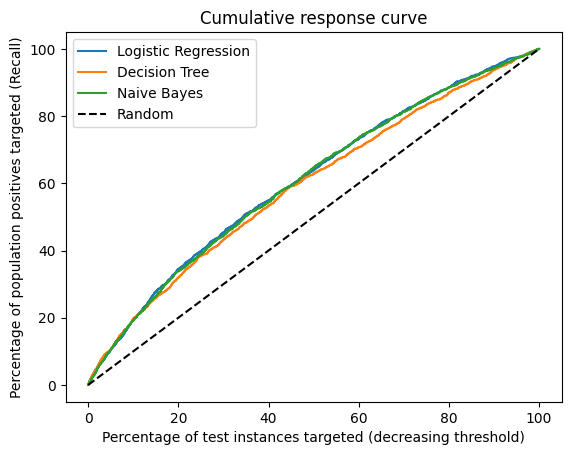 Cumulative response curve
Logistic Regression
Decision Tree
Naive Bayes
Random
Percentage of population positives targeted (Recall)
100
80
60
40
20
0
0 20 40 60 80 100
Percentage of test instances targeted (decreasing threshold)